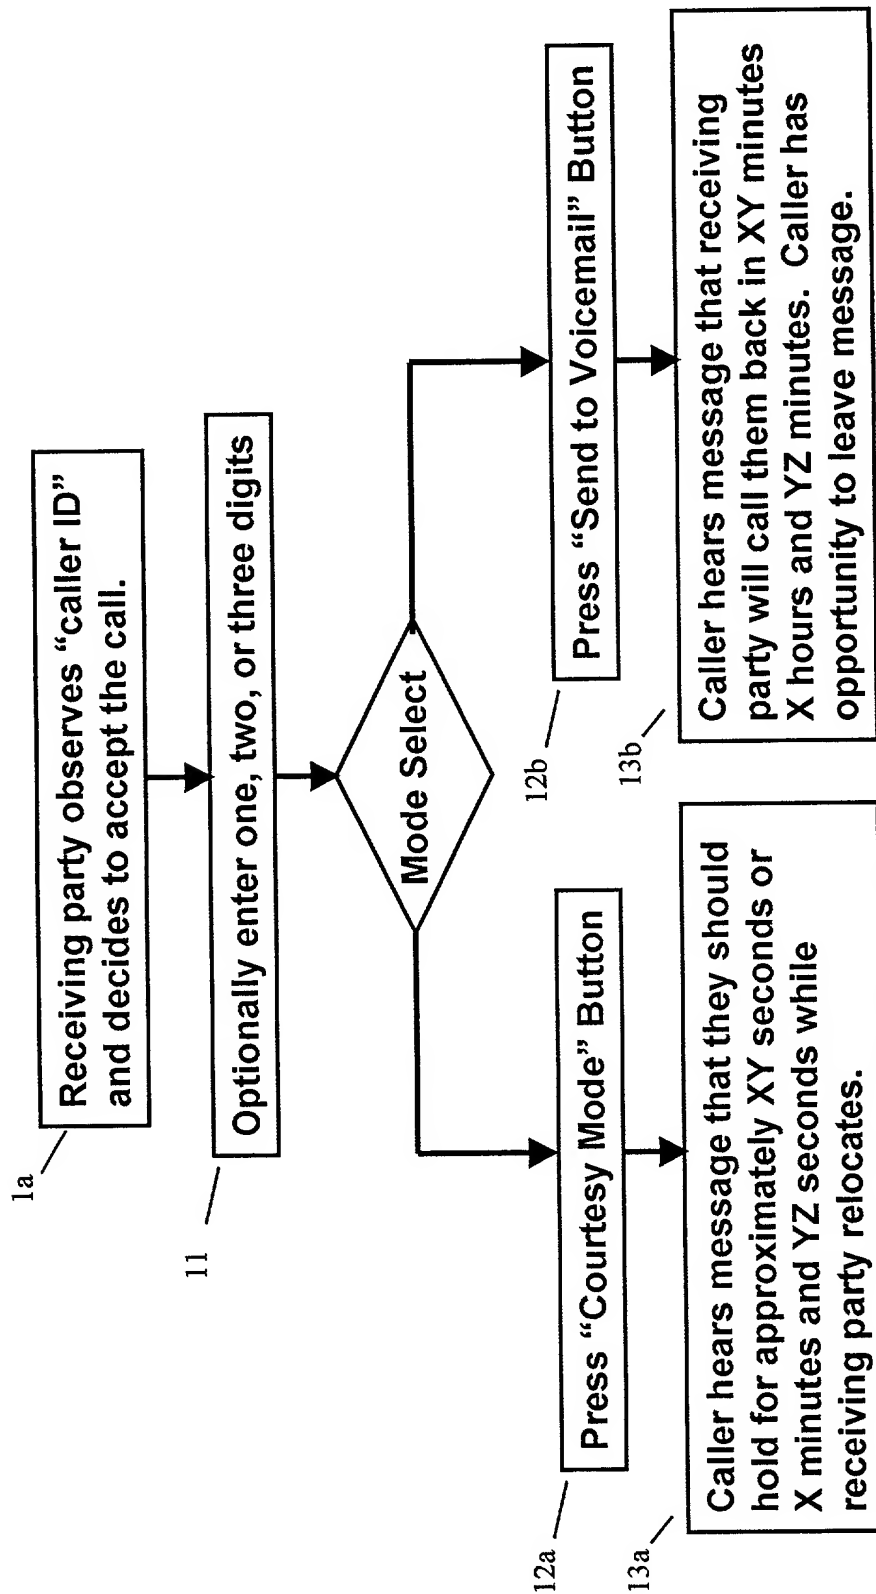 1a
Receiving party observes “caller ID”
and decides to accept the call.
11
Optionally enter one, two, or three digits
Mode Select
12a
Press “Courtesy Mode” Button
12b
Press “Send to Voicemail” Button
13a
Caller hears message that they should
hold for approximately XY seconds or
X minutes and YZ seconds while
receiving party relocates.
13b
Caller hears message that receiving
party will call them back in XY minutes
X hours and YZ minutes.  Caller has
opportunity to leave message.